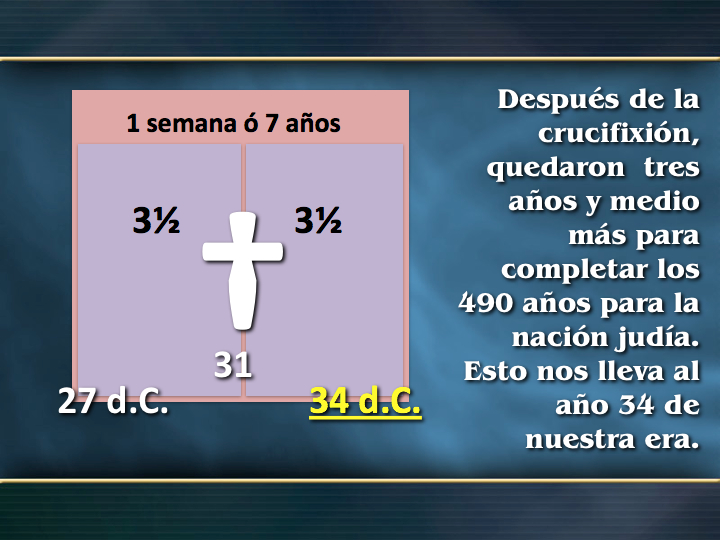 1 semana ó 7 años
3½ 3½
31
27 d.C. 34 d.C.
Después de la
crucifixión,
quedaron tres
años y medio
más para
completar los
490 años para la
nación judía.
Esto nos lleva al
año 34 de
nuestra era.